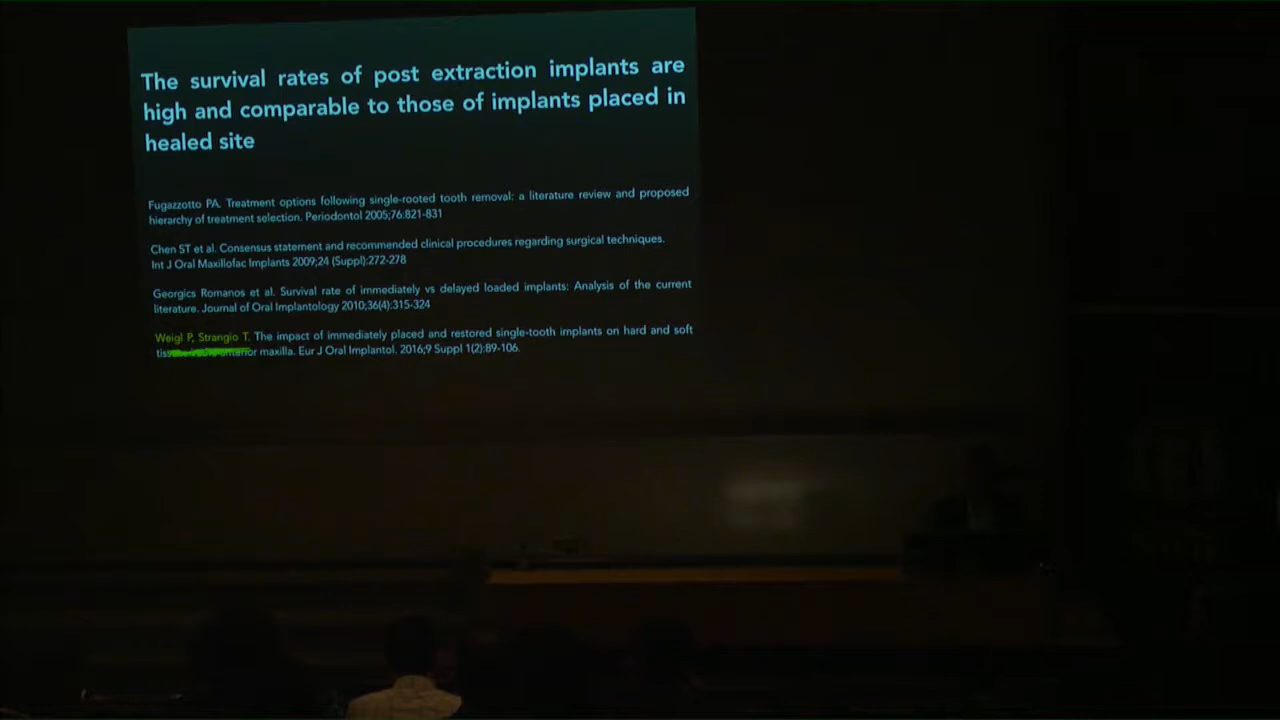 The survival rates of post extraction implants are
high and comparable to those of implants placed in
healed site
Fugazzotto PA. Treatment options following single-rooted tooth removal: a literature review and proposed
hierarchy of treatment selection. Periodontol 2005;76:821-831
Chen ST et al. Consensus statement and recommended clinical procedures regarding surgical techniques.
Int J Oral Maxillofac Implants 2009;24 (Suppl):272-278
Georgics Romanos et al. Survival rate of immediately vs delayed loaded implants: Analysis of the current
literature. Journal of Oral Implantology 2010;36(4):315-324
Weigl P, Strangio T. The impact of immediately placed and restored single-tooth implants on hard and soft
maxilla. Eur J Oral Implantol. 2016;9 Suppl 1(2):89-106.